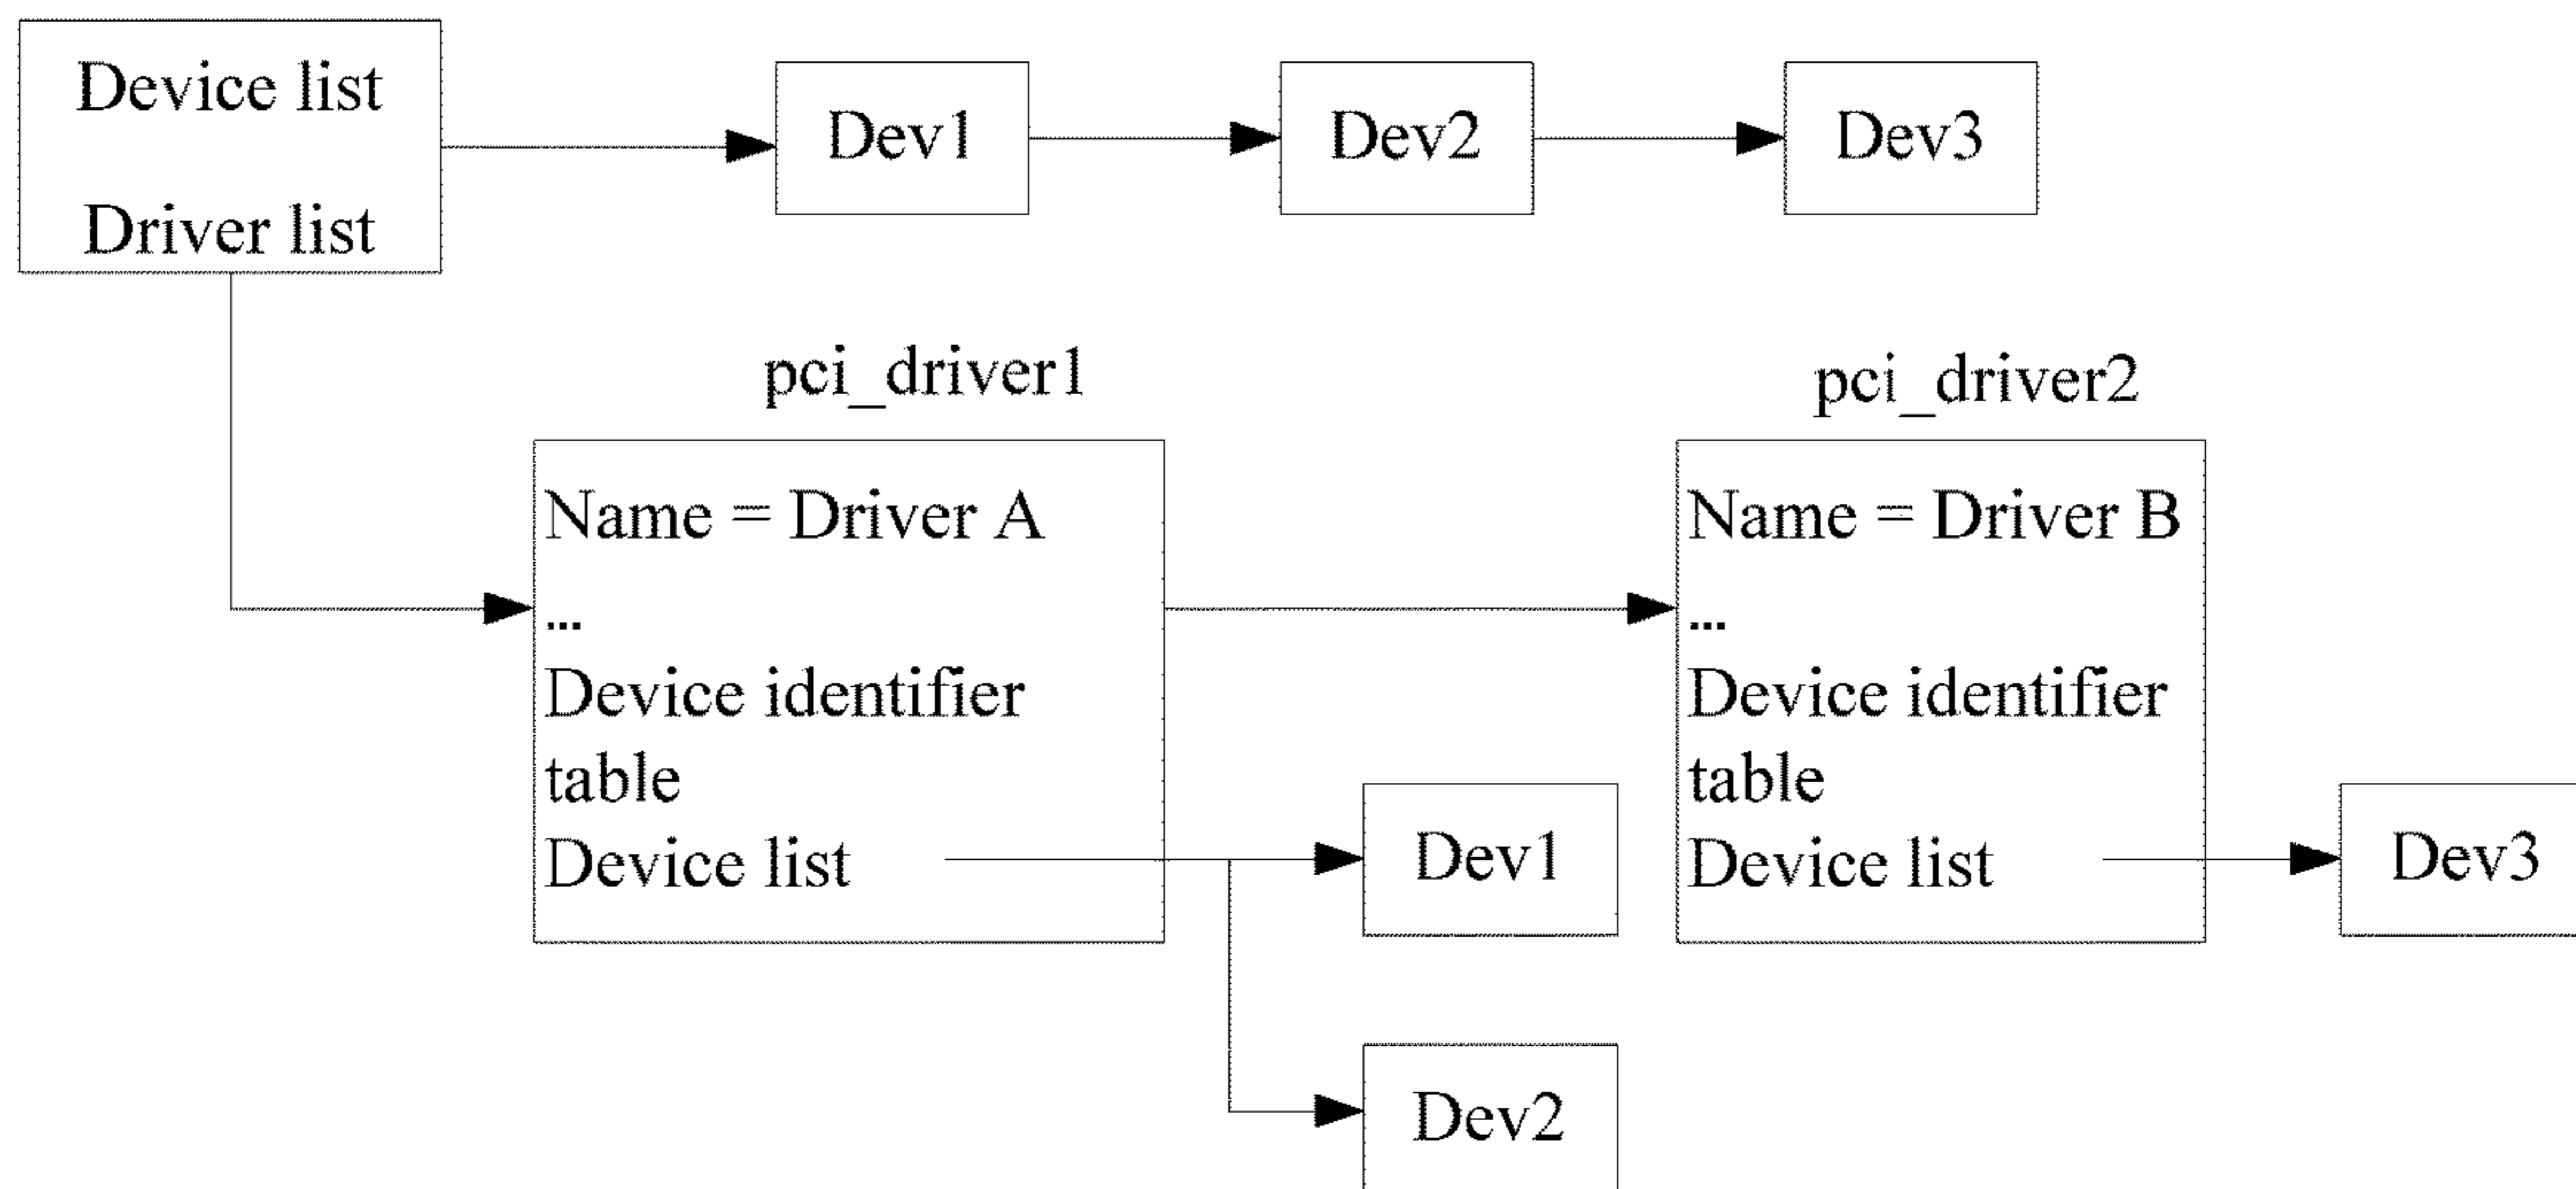 Device list
Driver list
Dev1
Dev2
Dev3
pci_driver1
Name = Driver A
...
Device identifier
table
Device list
Dev1
Dev2
pci_driver2
Name = Driver B
...
Device identifier
table
Device list
Dev3